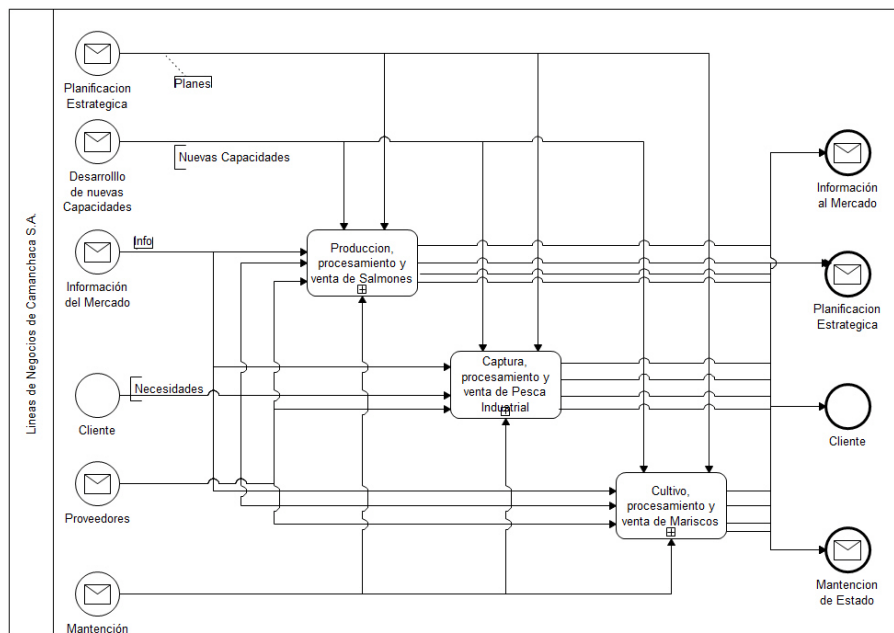 Lineas de Negocios de Camanchaca S.A.
Planificacion
Estrategica
Planes
Desarrolllo
de nuevas
Capacidades
Nuevas Capacidades
Información
del Mercado
Info
Cliente
Necesidades
Proveedores
Mantención
Produccion,
procesamiento y
venta de Salmones
Captura,
procesamiento y
venta de Pesca
Industrial
Cultivo,
procesamiento y
venta de Mariscos
Información
al Mercado
Planificacion
Estrategica
Cliente
Mantencion
de Estado